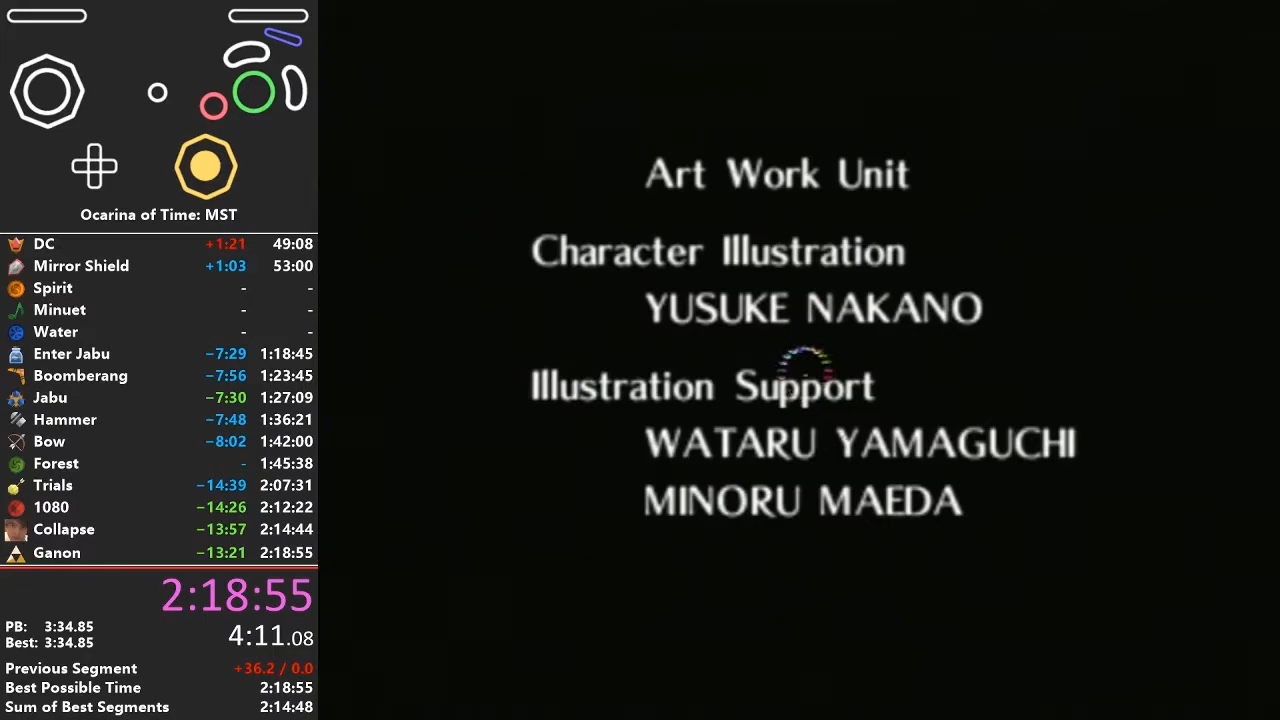 Ocarina of Time: MST
DC +1:21 49:08
Mirror Shield +1:03 53:00
Spirit - -
Minuet - -
Water - -
Enter Jabu −7:29 1:18:45
Boomberang −7:56 1:23:45
Jabu −7:30 1:27:09
Hammer −7:48 1:36:21
Bow −8:02 1:42:00
Forest - 1:45:38
Trials −14:39 2:07:31
1080 −14:26 2:12:22
Collapse −13:57 2:14:44
Ganon −13:21 2:18:55
2:18:55
PB: 3:34.85
Best: 3:34.85
4:11.08
Previous Segment +36.2 / 0.0
Best Possible Time 2:18:55
Sum of Best Segments 2:14:48
Art Work Unit
Character Illustration
YUSUKE NAKANO
Illustration Support
WATARU YAMAGUCHI
MINORU MAEDA